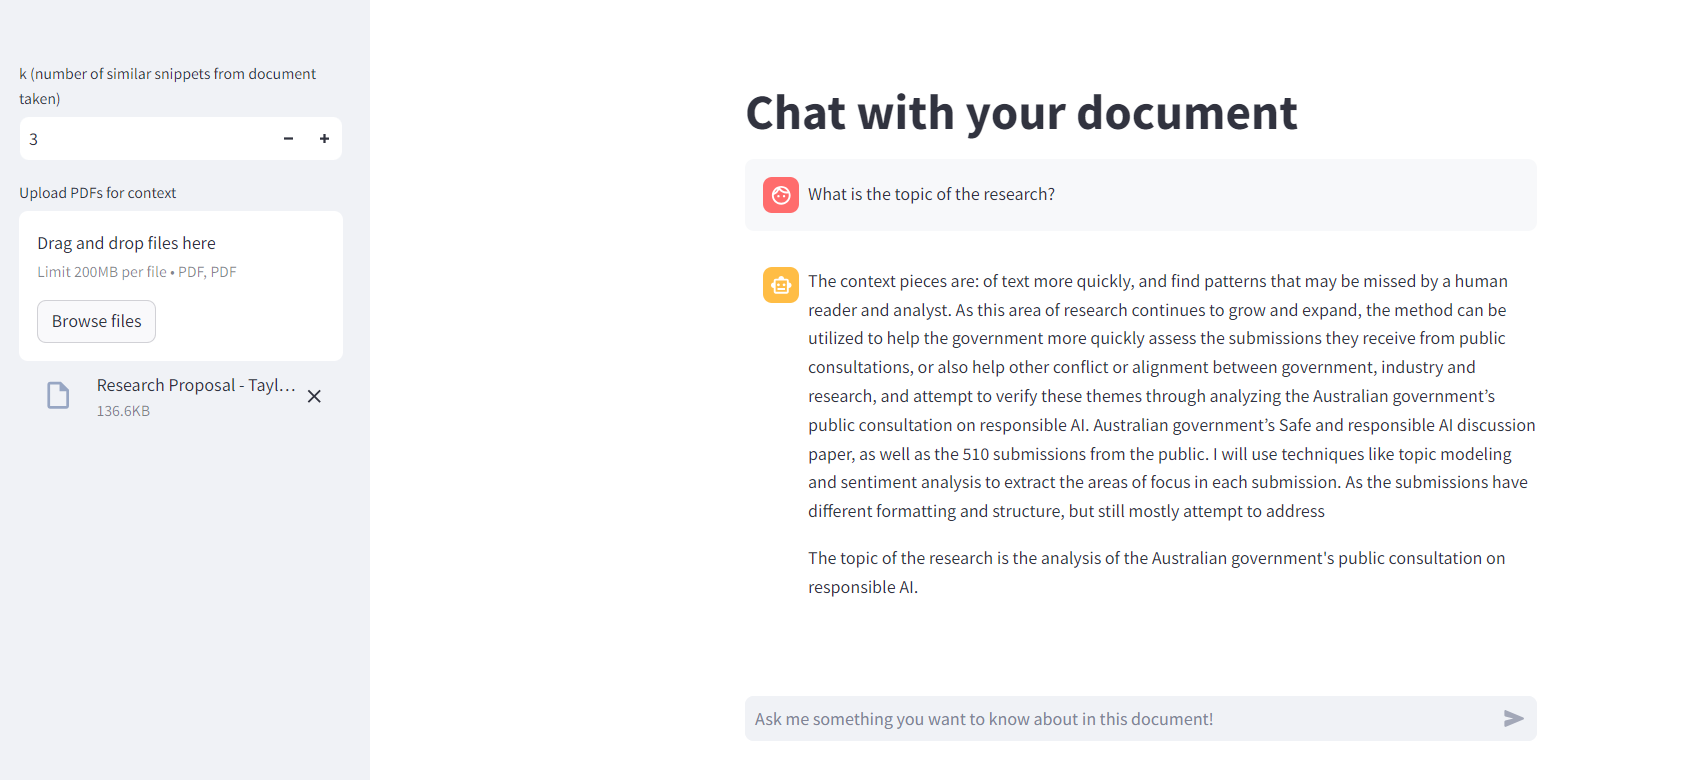 k (number of similar snippets from document
taken)
3
Upload PDFs for context
Drag and drop files here
Limit 200MB per file • PDF, PDF
Browse files
Research Proposal - Tayl...
136.6KB
Chat with your document
What is the topic of the research?
The context pieces are: of text more quickly, and find patterns that may be missed by a human
reader and analyst. As this area of research continues to grow and expand, the method can be
utilized to help the government more quickly assess the submissions they receive from public
consultations, or also help other conflict or alignment between government, industry and
research, and attempt to verify these themes through analyzing the Australian government’s
public consultation on responsible AI. Australian government’s Safe and responsible AI discussion
paper, as well as the 510 submissions from the public. I will use techniques like topic modeling
and sentiment analysis to extract the areas of focus in each submission. As the submissions have
different formatting and structure, but still mostly attempt to address
The topic of the research is the analysis of the Australian government's public consultation on
responsible AI.
Ask me something you want to know about in this document!